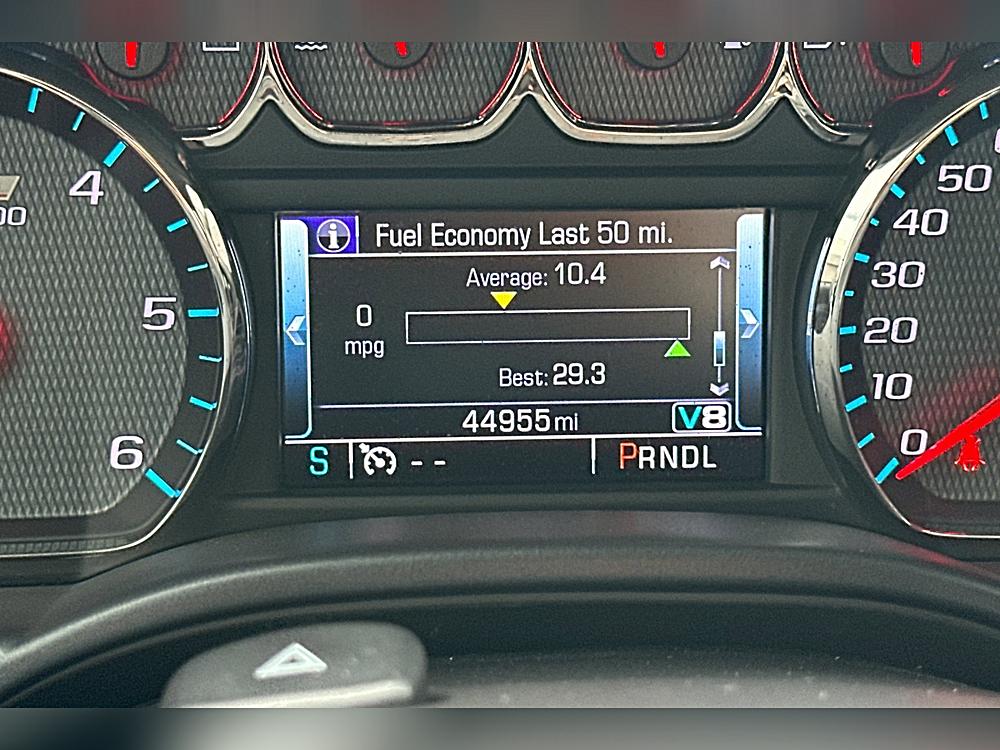 Fuel Economy Last 50 mi.
Average: 10.4
0
mpg
Best: 29.3
44955 mi
V8
S
- -
PRNDL
4
5
6
50
40
30
20
10
0